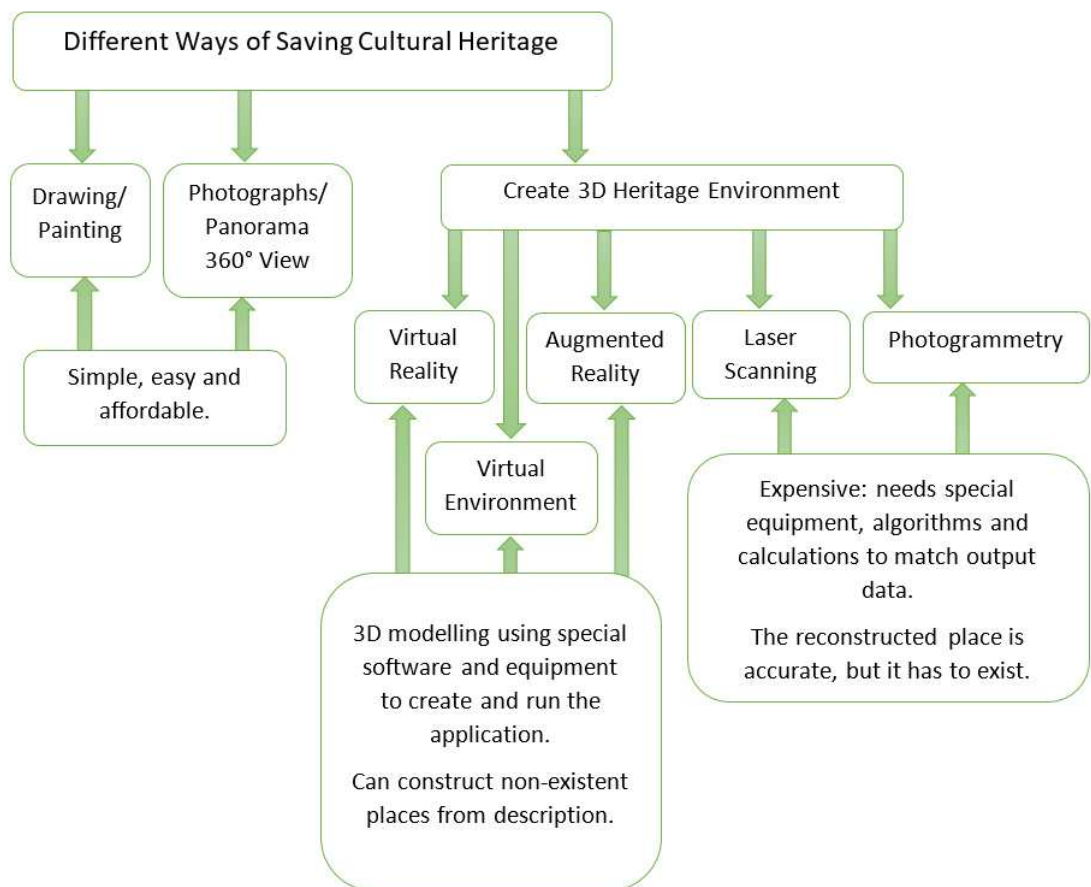 Different Ways of Saving Cultural Heritage
Drawing/
Painting
Photographs/
Panorama
360° View
Create 3D Heritage Environment
Simple, easy and
affordable.
Virtual
Reality
Augmented
Reality
Laser
Scanning
Photogrammetry
Virtual
Environment
3D modelling using special
software and equipment
to create and run the
application.
Can construct non-existent
places from description.
Expensive: needs special
equipment, algorithms and
calculations to match output
data.
The reconstructed place is
accurate, but it has to exist.